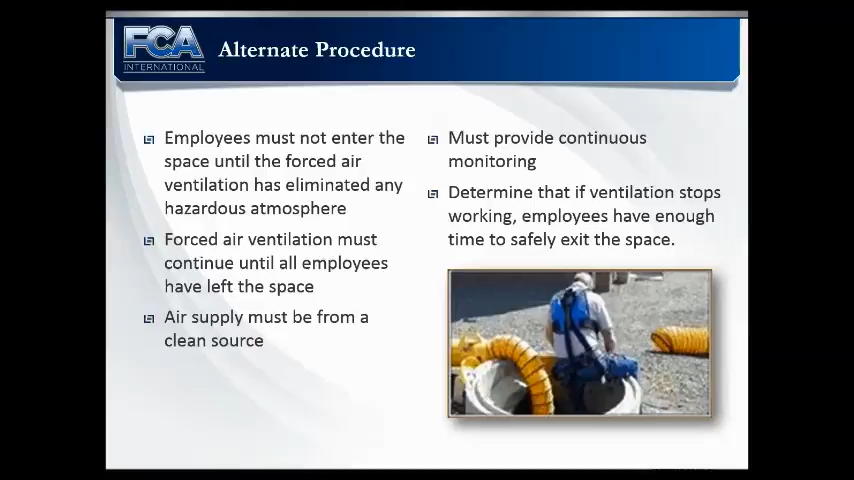 FCA
INTERNATIONAL
Alternate Procedure
Employees must not enter the
space until the forced air
ventilation has eliminated any
hazardous atmosphere
Forced air ventilation must
continue until all employees
have left the space
Air supply must be from a
clean source
Must provide continuous
monitoring
Determine that if ventilation stops
working, employees have enough
time to safely exit the space.